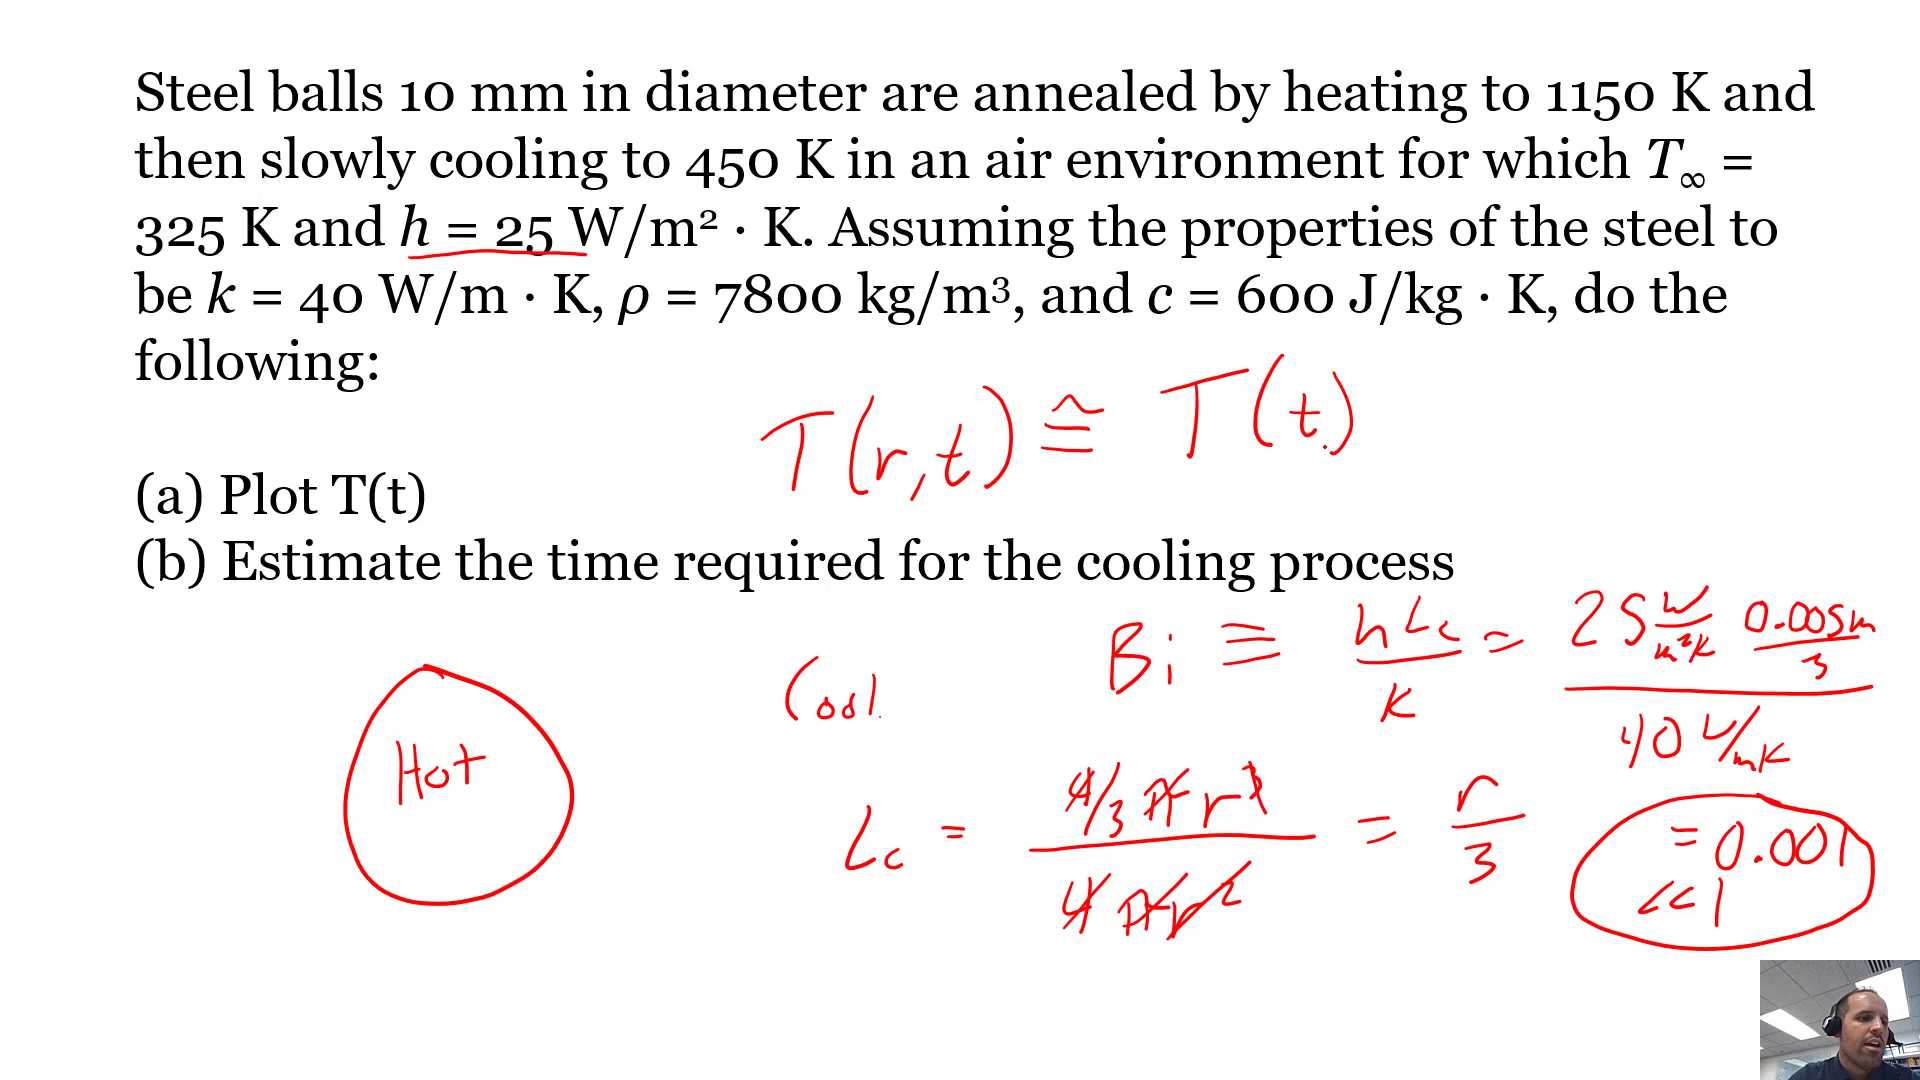 Steel balls 10 mm in diameter are annealed by heating to 1150 K and
then slowly cooling to 450 K in an air environment for which T∞ =
325 K and h = 25 W/m² · K. Assuming the properties of the steel to
be k = 40 W/m · K, ρ = 7800 kg/m³, and c = 600 J/kg · K, do the
following:
T(r,t) ≅ T(t)
(a) Plot T(t)
(b) Estimate the time required for the cooling process
Bi ≡ hLc/k = 25 W/m²K 0.005m/3 / 40 W/mK
Cool
Hot
= 0.001
<<1
Lc = 4/3 π r³ / 4πr² = r/3